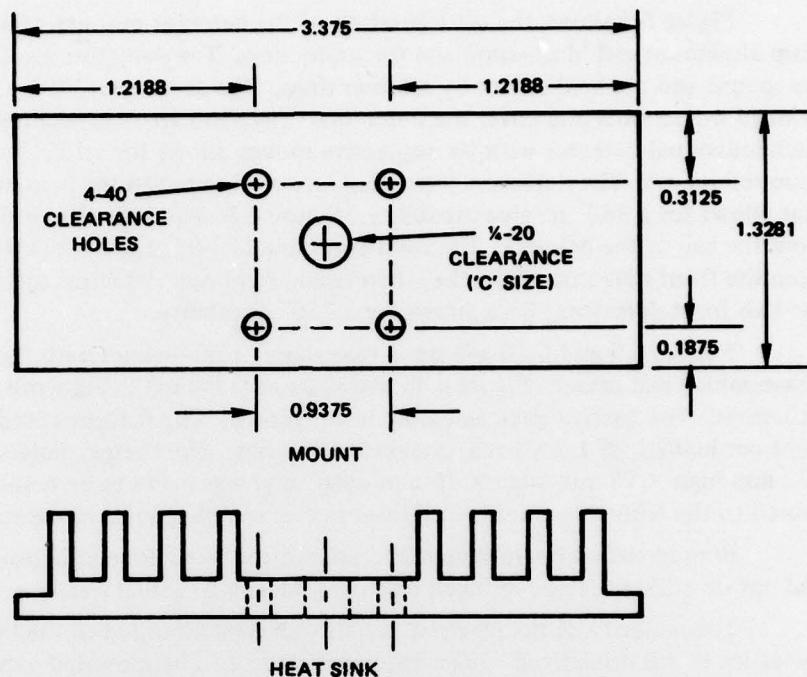 3.375
1.2188 1.2188
4-40
CLEARANCE
HOLES
0.3125
1.3281
¼-20
CLEARANCE
("C" SIZE)
0.1875
0.9375
MOUNT
HEAT SINK